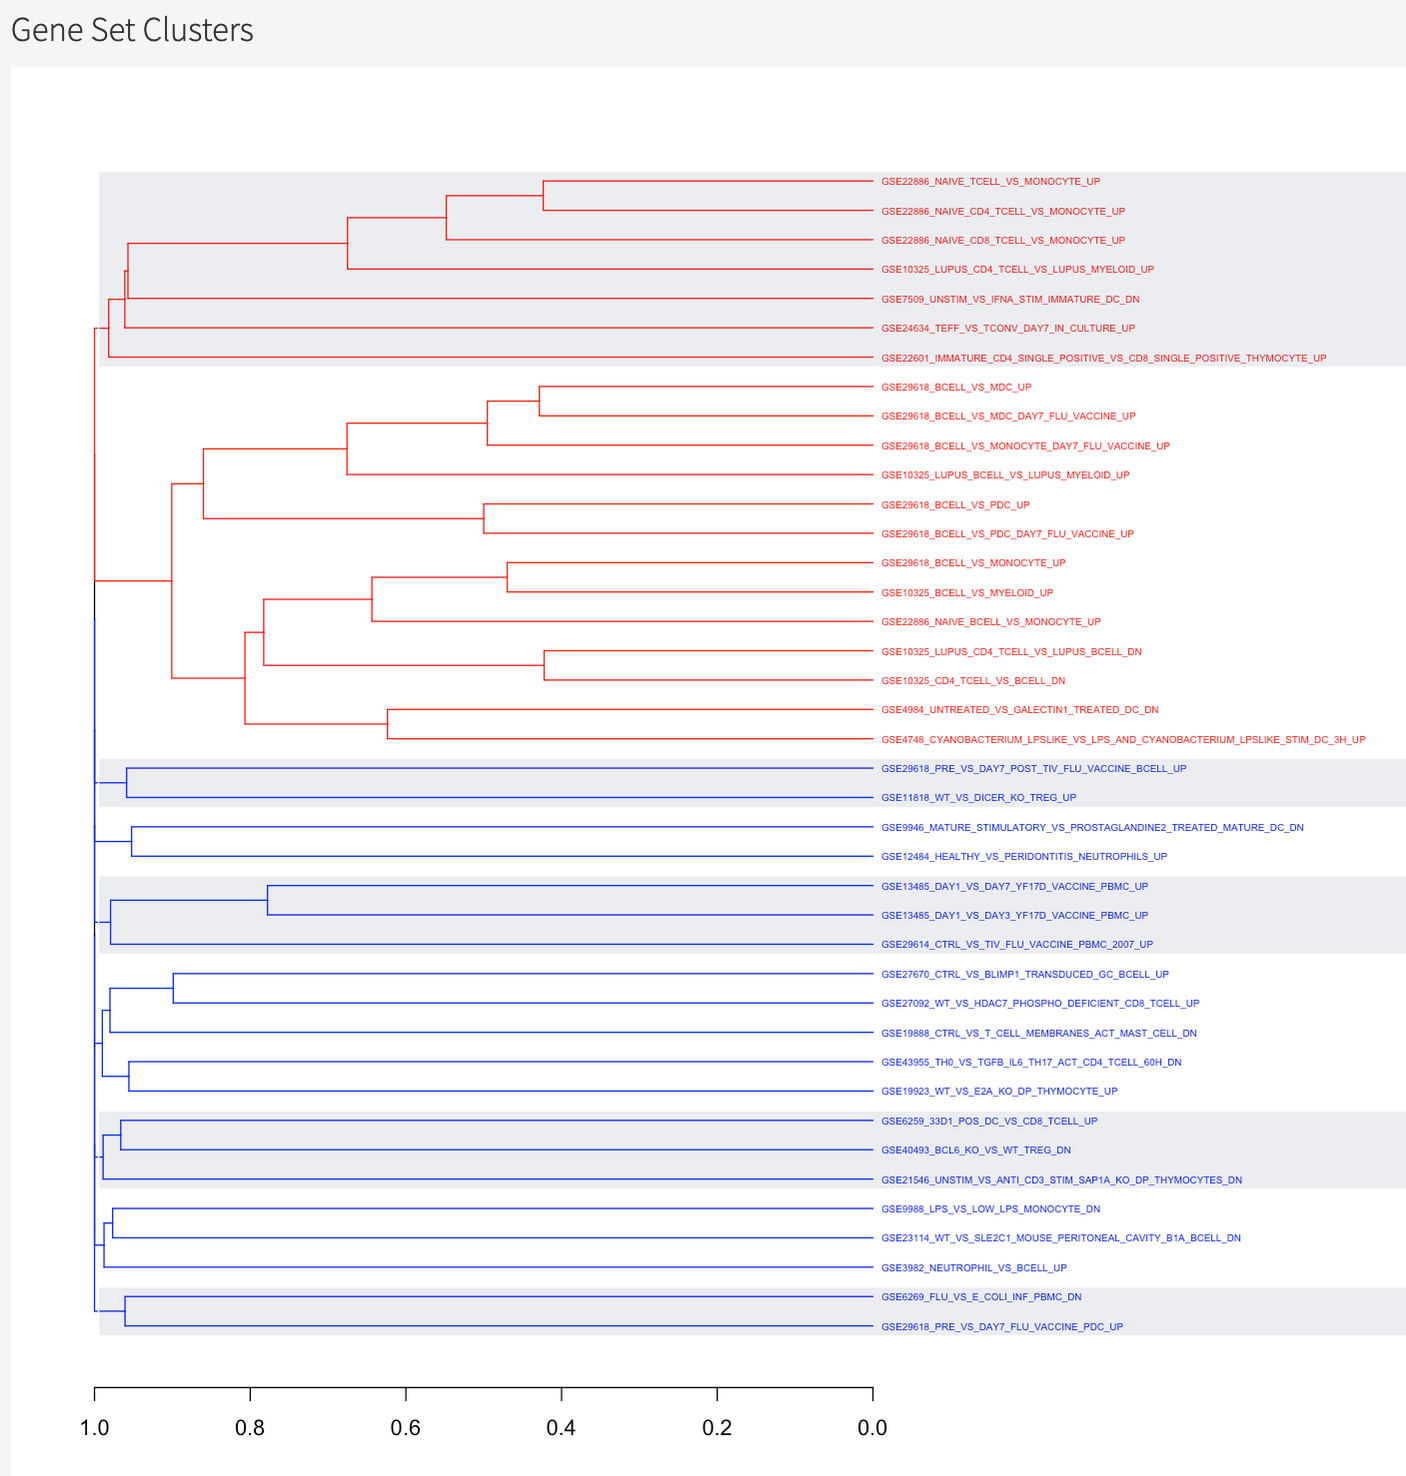 Gene Set Clusters
GSE22886_NAIVE_TCELL_VS_MONOCYTE_UP
GSE22886_NAIVE_CD4_TCELL_VS_MONOCYTE_UP
GSE22886_NAIVE_CD8_TCELL_VS_MONOCYTE_UP
GSE10325_LUPUS_CD4_TCELL_VS_LUPUS_MYELOID_UP
GSE7509_UNSTIM_VS_IFNA_STIM_IMMATURE_DC_DN
GSE24634_TEFF_VS_TCONV_DAY7_IN_CULTURE_UP
GSE22601_IMMATURE_CD4_SINGLE_POSITIVE_VS_CD8_SINGLE_POSITIVE_THYMOCYTE_UP
GSE29618_BCELL_VS_MDC_UP
GSE29618_BCELL_VS_MDC_DAY7_FLU_VACCINE_UP
GSE29618_BCELL_VS_MONOCYTE_DAY7_FLU_VACCINE_UP
GSE10325_LUPUS_BCELL_VS_LUPUS_MYELOID_UP
GSE29618_BCELL_VS_PDC_UP
GSE29618_BCELL_VS_PDC_DAY7_FLU_VACCINE_UP
GSE29618_BCELL_VS_MONOCYTE_UP
GSE10325_BCELL_VS_MYELOID_UP
GSE22886_NAIVE_BCELL_VS_MONOCYTE_UP
GSE10325_LUPUS_CD4_TCELL_VS_LUPUS_BCELL_DN
GSE10325_CD4_TCELL_VS_BCELL_DN
GSE4984_UNTREATED_VS_GALECTIN1_TREATED_DC_DN
GSE4748_CYANOBACTERIUM_LPSLIKE_VS_LPS_AND_CYANOBACTERIUM_LPSLIKE_STIM_DC_3H_UP
GSE29618_PRE_VS_DAY7_POST_TIV_FLU_VACCINE_BCELL_UP
GSE11818_WT_VS_DICER_KO_TREG_UP
GSE9946_MATURE_STIMULATORY_VS_PROSTAGLANDINE2_TREATED_MATURE_DC_DN
GSE12484_HEALTHY_VS_PERIDONTITIS_NEUTROPHILS_UP
GSE13485_DAY1_VS_DAY7_YF17D_VACCINE_PBMC_UP
GSE13485_DAY1_VS_DAY3_YF17D_VACCINE_PBMC_UP
GSE29614_CTRL_VS_TIV_FLU_VACCINE_PBMC_2007_UP
GSE27670_CTRL_VS_BLIMP1_TRANSDUCED_GC_BCELL_UP
GSE27092_WT_VS_HDAC7_PHOSPHO_DEFICIENT_CD8_TCELL_UP
GSE19888_CTRL_VS_T_CELL_MEMBRANES_ACT_MAST_CELL_DN
GSE43955_TH0_VS_TGFB_IL6_TH17_ACT_CD4_TCELL_60H_DN
GSE19923_WT_VS_E2A_KO_DP_THYMOCYTE_UP
GSE6259_33D1_POS_DC_VS_CD8_TCELL_UP
GSE40493_BCL6_KO_VS_WT_TREG_DN
GSE21546_UNSTIM_VS_ANTI_CD3_STIM_SAP1A_KO_DP_THYMOCYTES_DN
GSE9988_LPS_VS_LOW_LPS_MONOCYTE_DN
GSE23114_WT_VS_SLE2C1_MOUSE_PERITONEAL_CAVITY_B1A_BCELL_DN
GSE3982_NEUTROPHIL_VS_BCELL_UP
GSE6269_FLU_VS_E_COLI_INF_PBMC_DN
GSE29618_PRE_VS_DAY7_FLU_VACCINE_PDC_UP
1.0 0.8 0.6 0.4 0.2 0.0